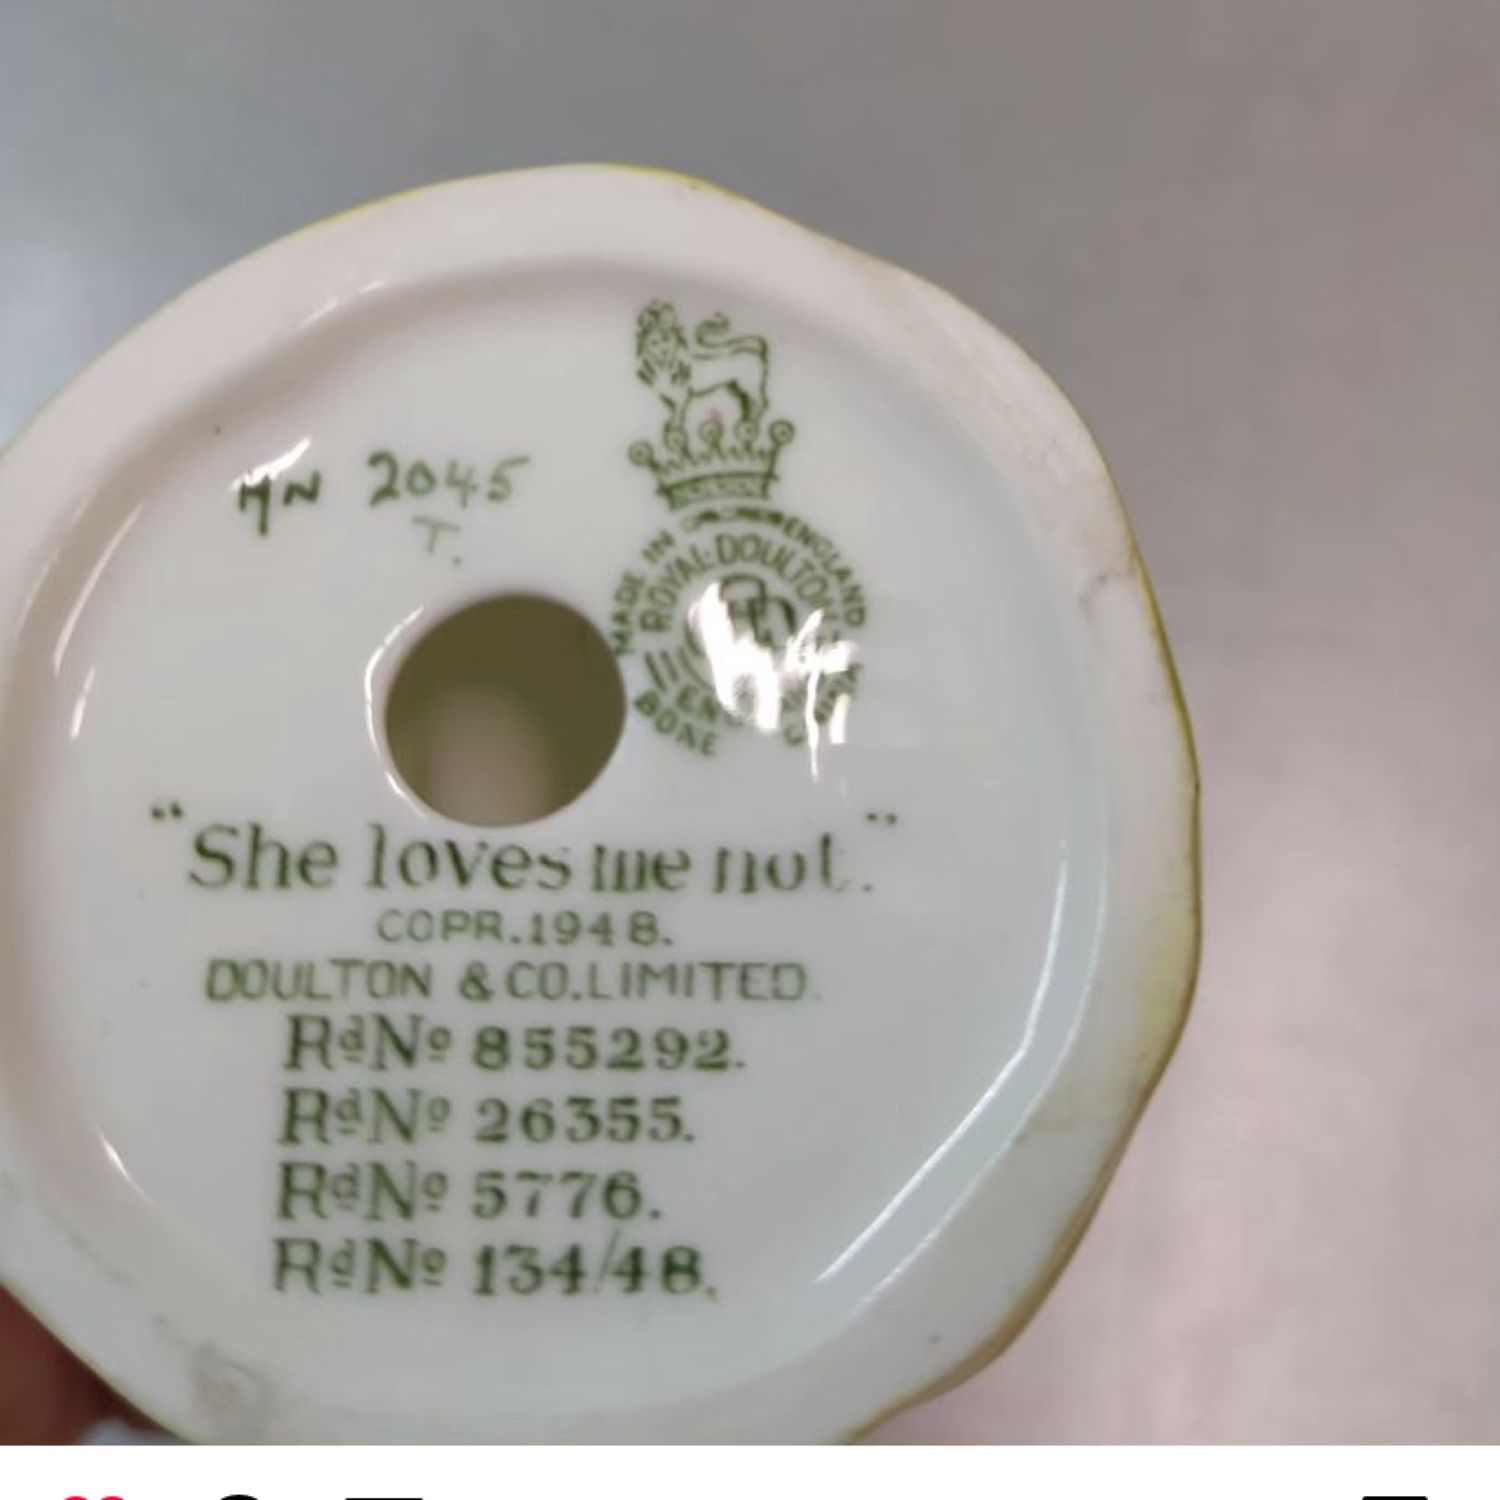 HN 2045
T.
MADE IN ENGLAND
ROYAL·DOULTON
BONE
"She loves me not."
COPR.1948.
DOULTON & CO.LIMITED.
RdNo 855292.
RdNo 26355.
RdNo 5776.
RdNo 134/48.